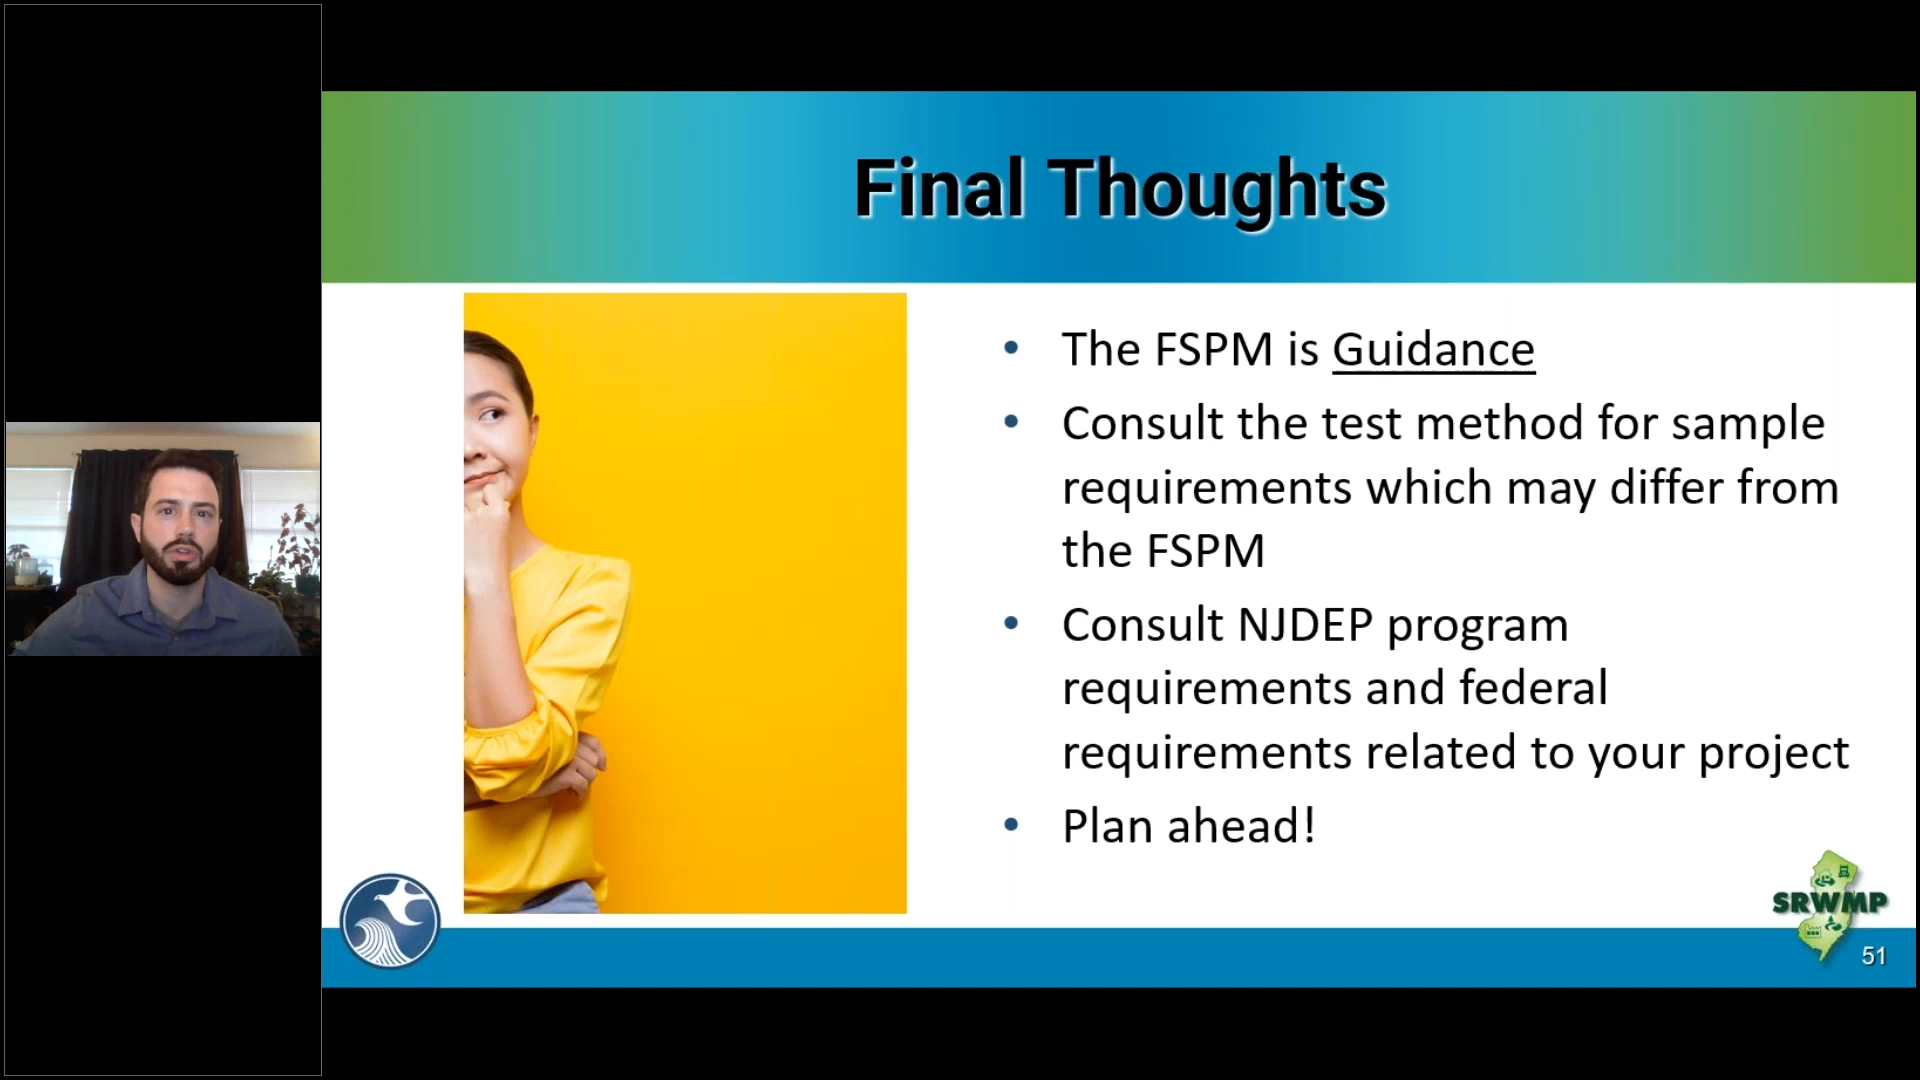 Final Thoughts
• The FSPM is Guidance
• Consult the test method for sample
requirements which may differ from
the FSPM
• Consult NJDEP program
requirements and federal
requirements related to your project
• Plan ahead!
SRWMP
51